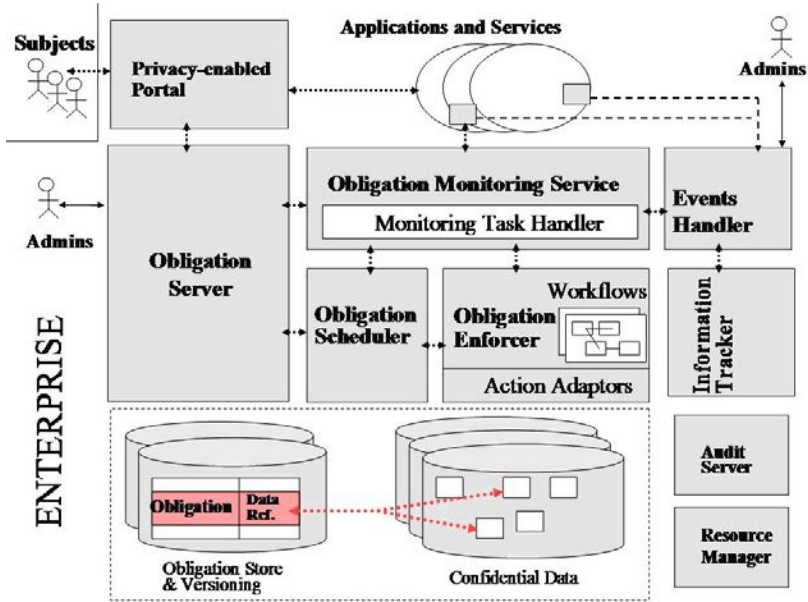 Subjects
Applications and Services
Admins
Privacy-enabled
Portal
Obligation Monitoring Service
Monitoring Task Handler
Events
Handler
Admins
Obligation
Server
Obligation
Scheduler
Workflows
Obligation
Enforcer
Action Adaptors
Information
Tracker
ENTERPRISE
Obligation
Data
Ref.
Obligation Store
& Versioning
Confidential Data
Audit
Server
Resource
Manager